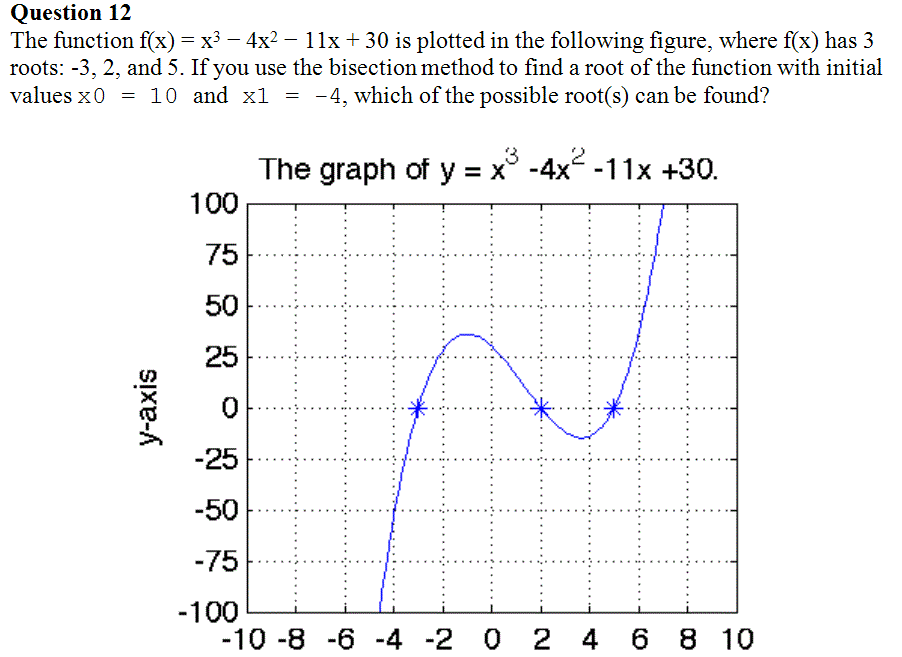 Question 12
The function f(x) = x³ – 4x² – 11x + 30 is plotted in the following figure, where f(x) has 3
roots: -3, 2, and 5. If you use the bisection method to find a root of the function with initial
values x0 = 10 and x1 = -4, which of the possible root(s) can be found?
The graph of y = x³ -4x² -11x +30.
100
75
50
25
0
-25
-50
-75
-100
y-axis
-10 -8 -6 -4 -2 0 2 4 6 8 10